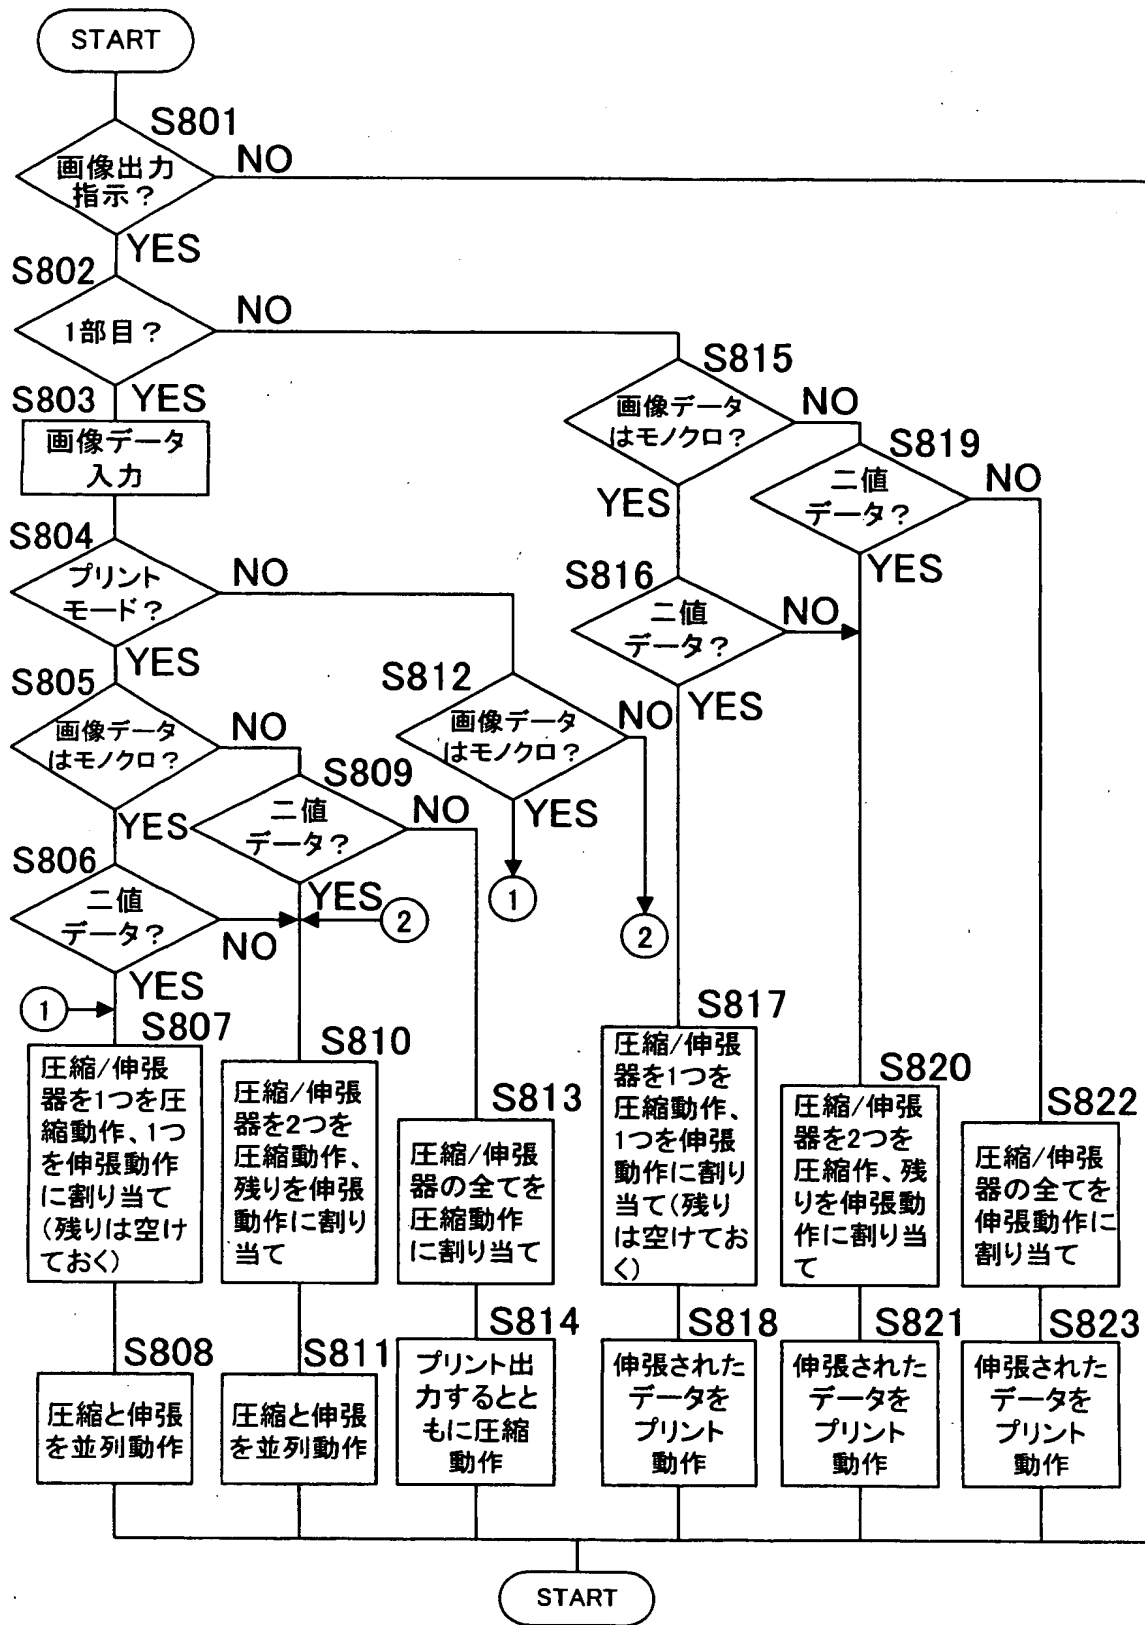 START
S801
画像出力
指示?
NO
YES
S802
1部目?
NO
YES
S803
画像データ
入力
S804
プリント
モード?
NO
YES
S805
画像データ
はモノクロ?
NO
YES
S806
二値
データ?
NO
YES
1
S807
圧縮/伸張
器を1つを圧
縮動作、1つ
を伸張動作
に割り当て
(残りは空け
ておく)
S808
圧縮と伸張
を並列動作
S809
二値
データ?
NO
YES
2
S810
圧縮/伸張
器を2つを
圧縮動作、
残りを伸張
動作に割り
当て
S811
圧縮と伸張
を並列動作
S812
画像データ
はモノクロ?
NO
YES
1
2
S813
圧縮/伸張
器の全てを
圧縮動作
に割り当て
S814
プリント出
力するとと
もに圧縮
動作
S815
画像データ
はモノクロ?
NO
YES
S816
二値
データ?
NO
YES
S817
圧縮/伸張
器を1つを
圧縮動作、
1つを伸張
動作に割り
当て(残り
は空けてお
く)
S818
伸張された
データを
プリント
動作
S819
二値
データ?
NO
YES
S820
圧縮/伸張
器を2つを
圧縮作、残
りを伸張動
作に割り当
て
S821
伸張された
データを
プリント
動作
S822
圧縮/伸張
器の全てを
伸張動作に
割り当て
S823
伸張された
データを
プリント
動作
START